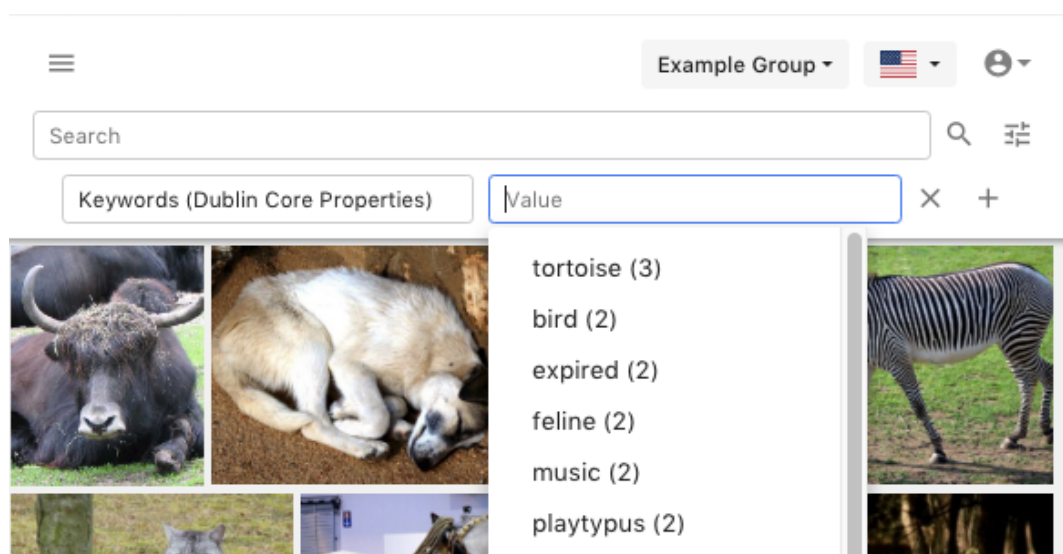 Example Group
Search
Keywords (Dublin Core Properties)
Value
tortoise (3)
bird (2)
expired (2)
feline (2)
music (2)
playtypus (2)